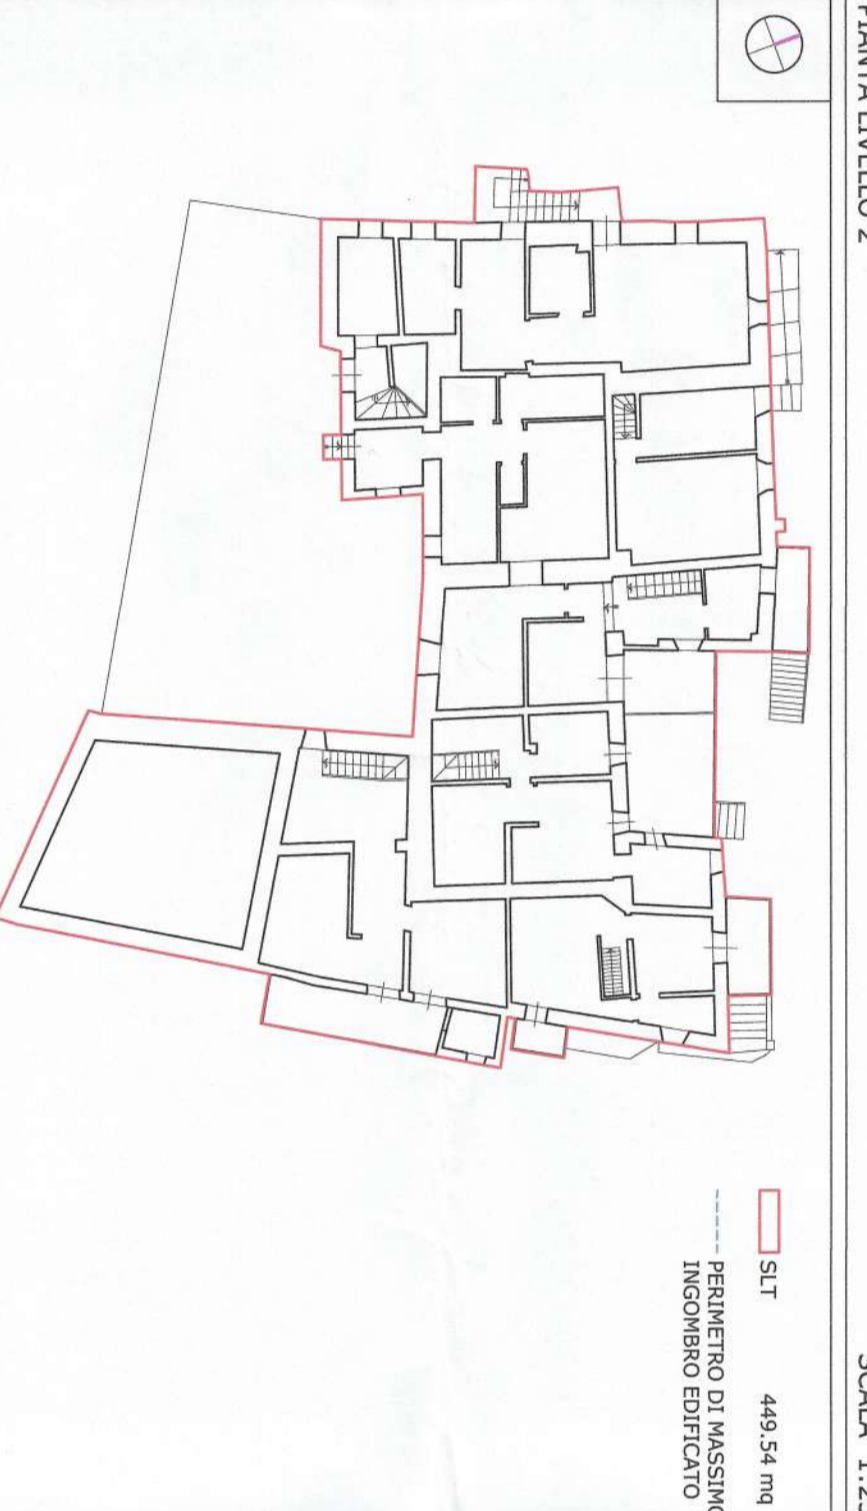 PIANTA LIVELLO 2
SCALA 1:2
SLT 449.54 mq
PERIMETRO DI MASSIMO
INGOMBRO EDIFICATO